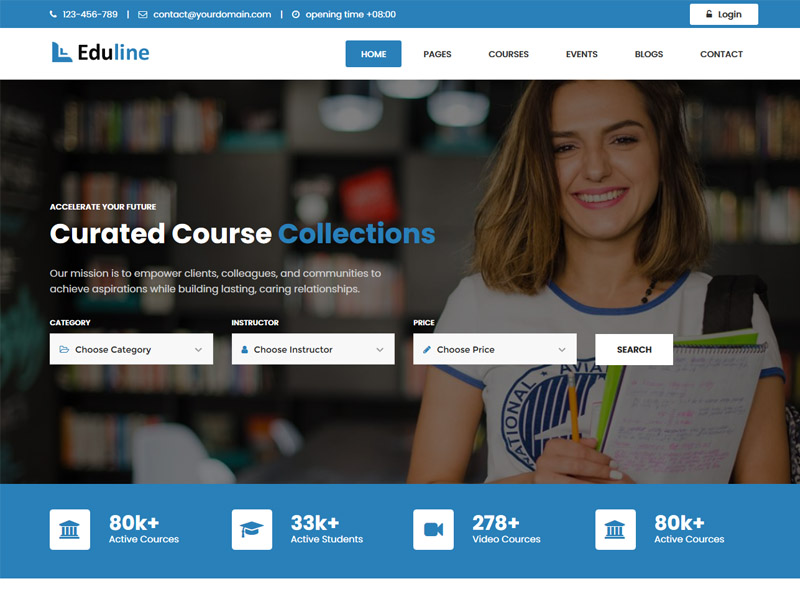 123-456-789 | contact@yourdomain.com | opening time +08:00 Login
Eduline HOME PAGES COURSES EVENTS BLOGS CONTACT
ACCELERATE YOUR FUTURE
Curated Course Collections
Our mission is to empower clients, colleagues, and communities to
achieve aspirations while building lasting, caring relationships.
CATEGORY INSTRUCTOR PRICE
Choose Category Choose Instructor Choose Price SEARCH
NATIONAL AVIA
80k+ 33k+ 278+ 80k+
Active Cources Active Students Video Cources Active Cources